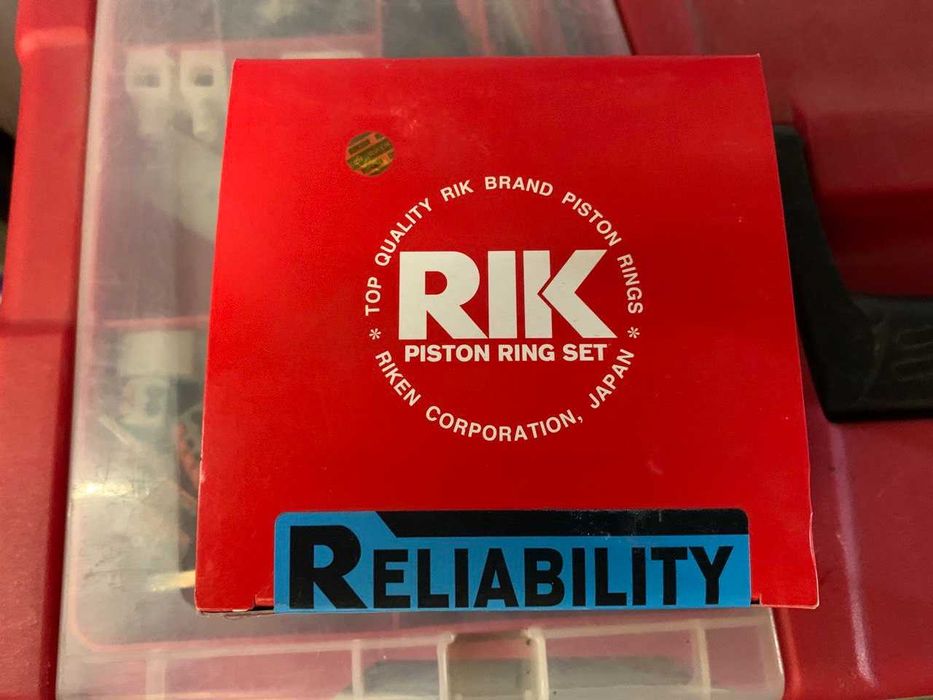 * TOP QUALITY RIK BRAND PISTON RINGS *
RIK
PISTON RING SET
RIKEN CORPORATION, JAPAN
RELIABILITY